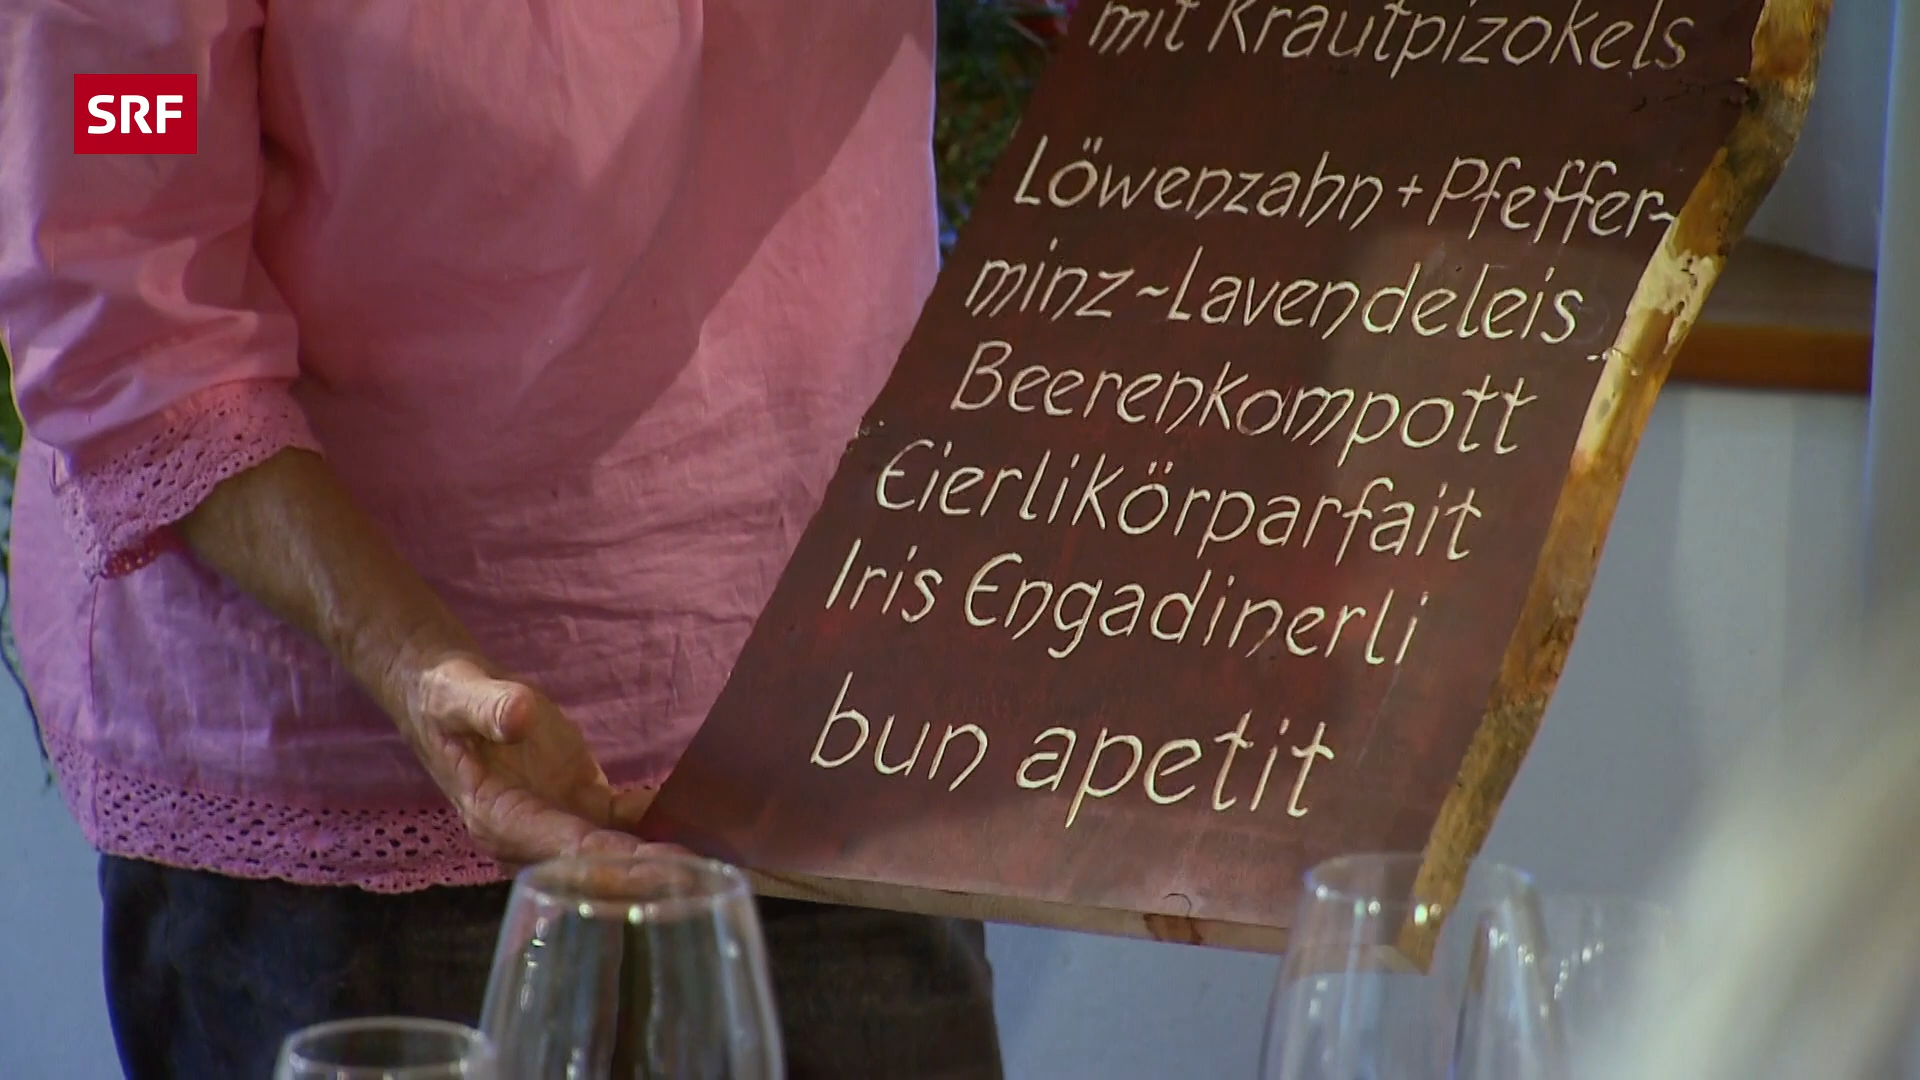 SRF
mit Krautpizokels
Löwenzahn + Pfeffer-
minz-Lavendeleis
Beerenkompott
Eierlikörparfait
Iris Engadinerli
bun apetit